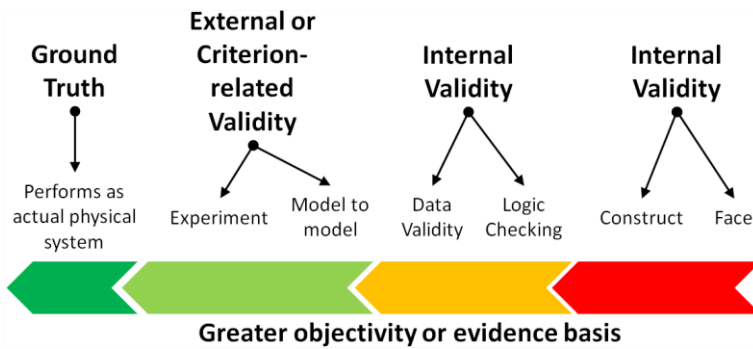 Ground
Truth
External or
Criterion-
related
Validity
Internal
Validity
Internal
Validity
Performs as
actual physical
system
Experiment
Model to
model
Data
Validity
Logic
Checking
Construct
Face
Greater objectivity or evidence basis